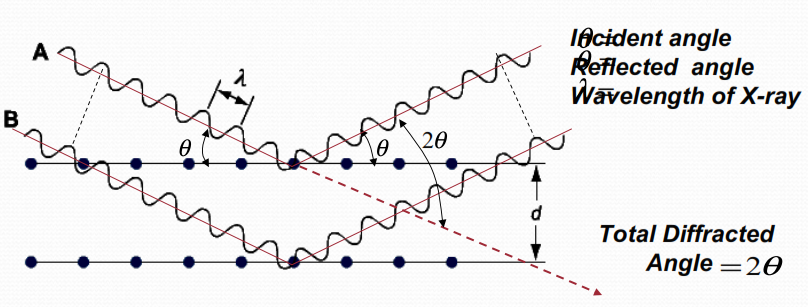 A
B
λ
θ
θ
2θ
d
θ =
Incident angle
θ =
Reflected angle
λ =
Wavelength of X-ray
Total Diffracted
Angle = 2θ